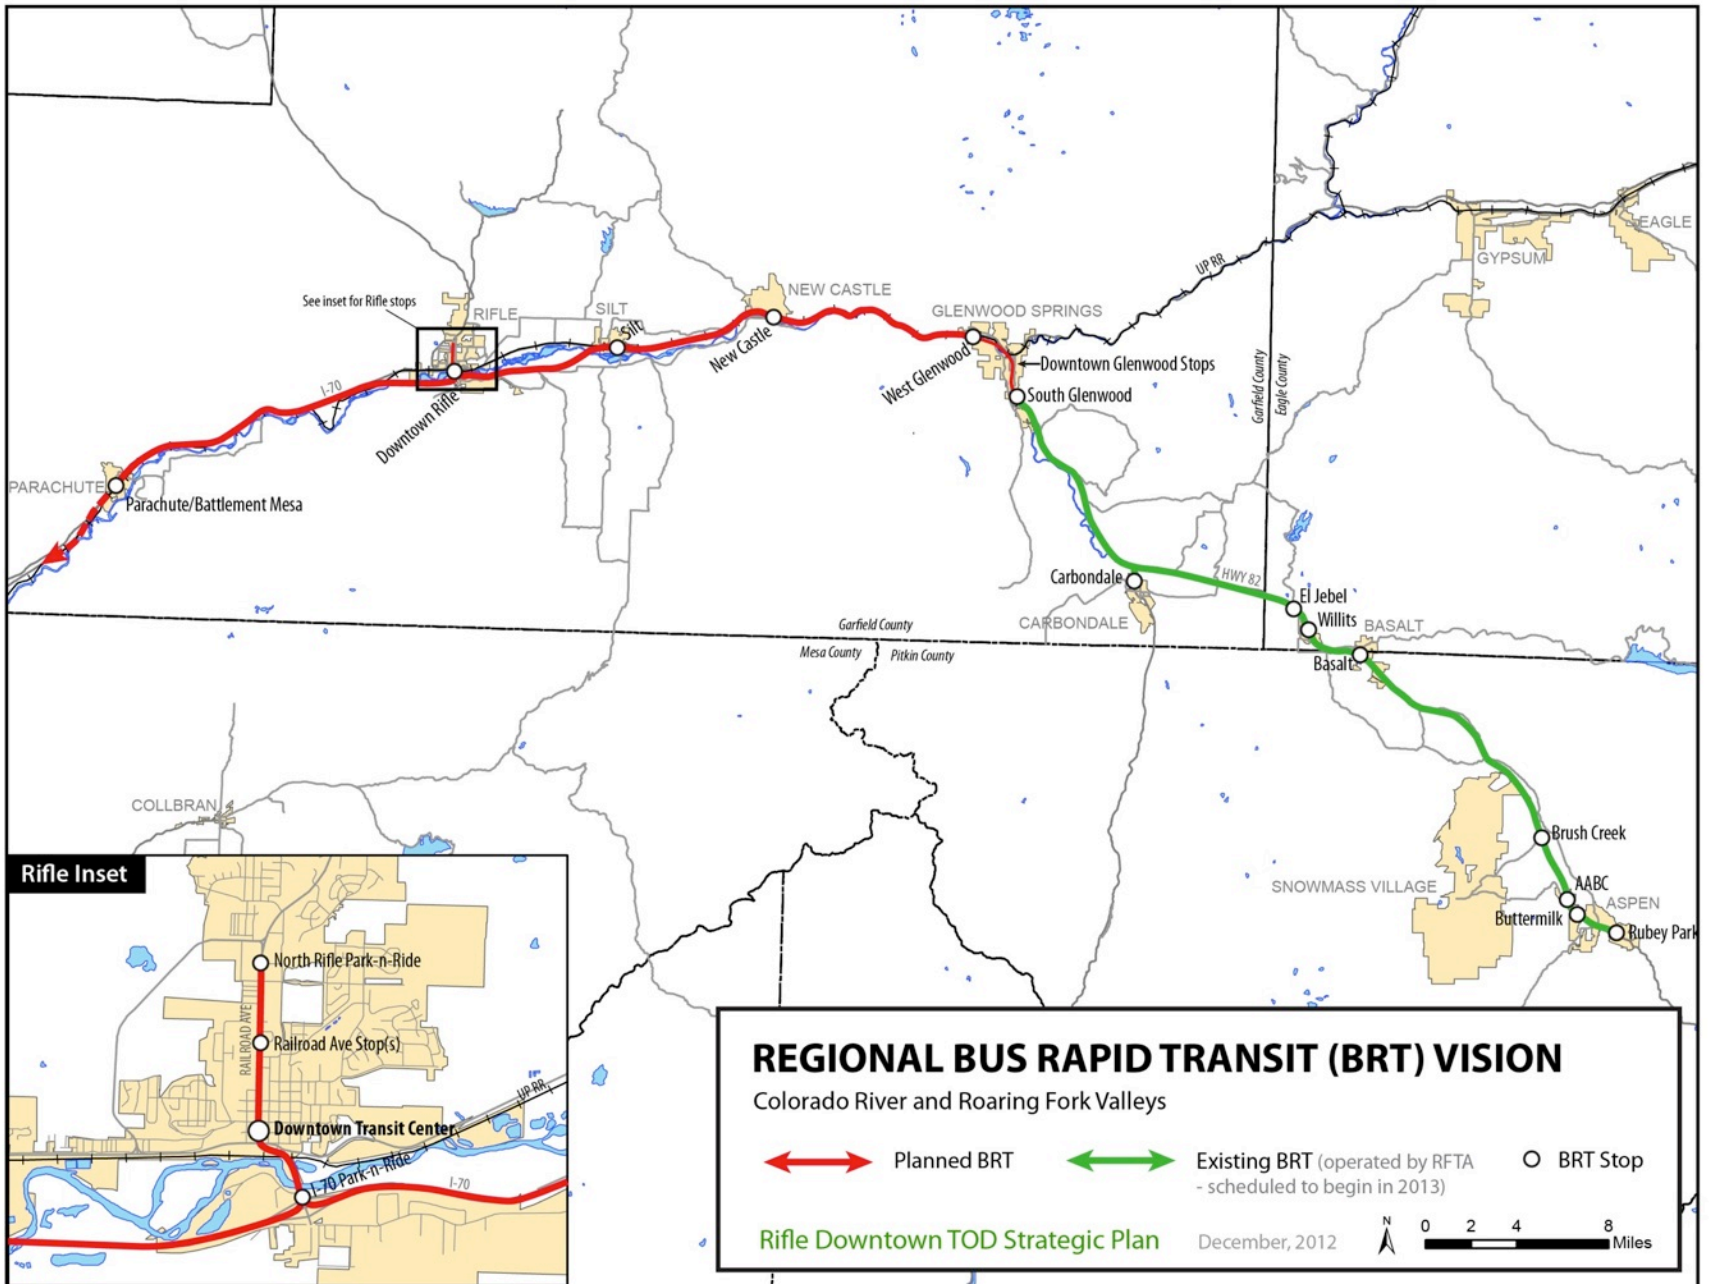 EAGLE
GYPSUM
UP RR
See inset for Rifle stops
RIFLE
SILT
Silt
NEW CASTLE
New Castle
GLENWOOD SPRINGS
West Glenwood
Downtown Glenwood Stops
South Glenwood
Garfield County
Eagle County
I-70
Downtown Rifle
PARACHUTE
Parachute/Battlement Mesa
Carbondale
CARBONDALE
HWY 82
El Jebel
Willits
BASALT
Basalt
Garfield County
Mesa County
Pitkin County
COLLBRAN
Brush Creek
SNOWMASS VILLAGE
AABC
ASPEN
Buttermilk
Rubey Park
Rifle Inset
North Rifle Park-n-Ride
RAILROAD AVE
Railroad Ave Stop(s)
UP RR
Downtown Transit Center
I-70 Park-n-Ride
I-70
REGIONAL BUS RAPID TRANSIT (BRT) VISION
Colorado River and Roaring Fork Valleys
Planned BRT
Existing BRT (operated by RFTA
- scheduled to begin in 2013)
BRT Stop
Rifle Downtown TOD Strategic Plan
December, 2012
N
0 2 4 8
Miles